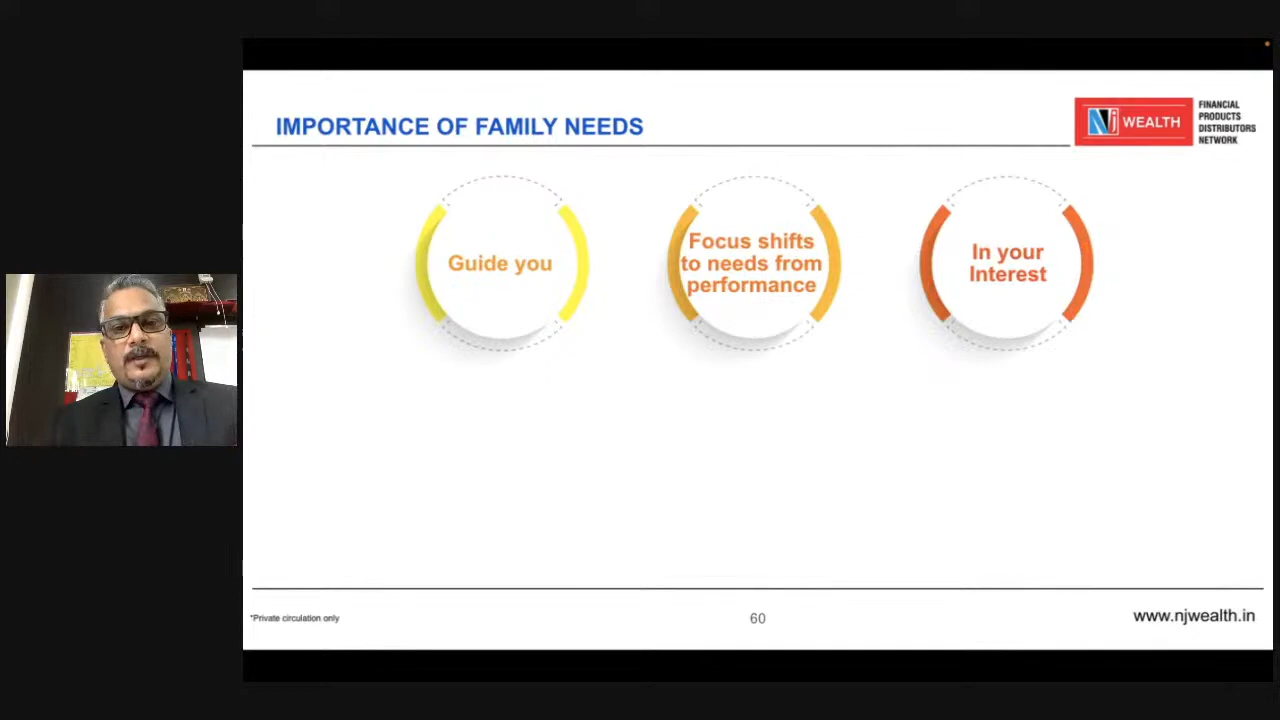 IMPORTANCE OF FAMILY NEEDS
NJ WEALTH
FINANCIAL
PRODUCTS
DISTRIBUTORS
NETWORK
Guide you
Focus shifts
to needs from
performance
In your
Interest
*Private circulation only
60
www.njwealth.in